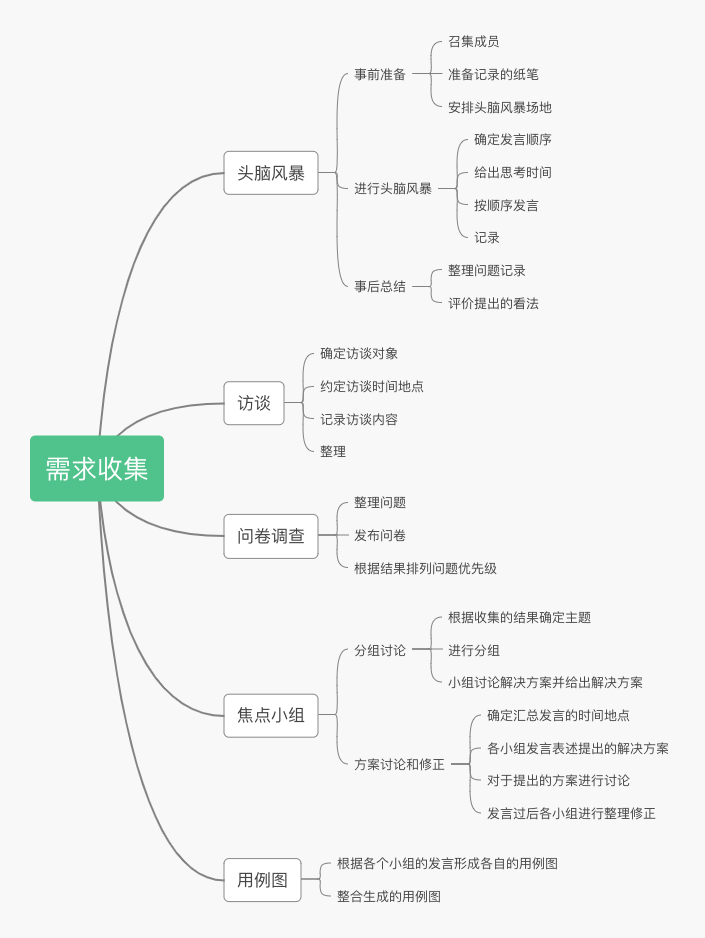 需求收集
头脑风暴
事前准备
召集成员
准备记录的纸笔
安排头脑风暴场地
进行头脑风暴
确定发言顺序
给出思考时间
按顺序发言
记录
事后总结
整理问题记录
评价提出的看法
访谈
确定访谈对象
约定访谈时间地点
记录访谈内容
整理
问卷调查
整理问题
发布问卷
根据结果排列问题优先级
焦点小组
分组讨论
根据收集的结果确定主题
进行分组
小组讨论解决方案并给出解决方案
方案讨论和修正
确定汇总发言的时间地点
各小组发言表述提出的解决方案
对于提出的方案进行讨论
发言过后各小组进行整理修正
用例图
根据各个小组的发言形成各自的用例图
整合生成的用例图